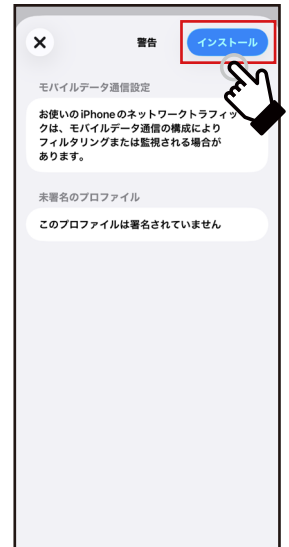 警告
インストール
モバイルデータ通信設定
お使いのiPhoneのネットワークトラフィッ
クは、モバイルデータ通信の構成により
フィルタリングまたは監視される場合が
あります。
未署名のプロファイル
このプロファイルは署名されていません